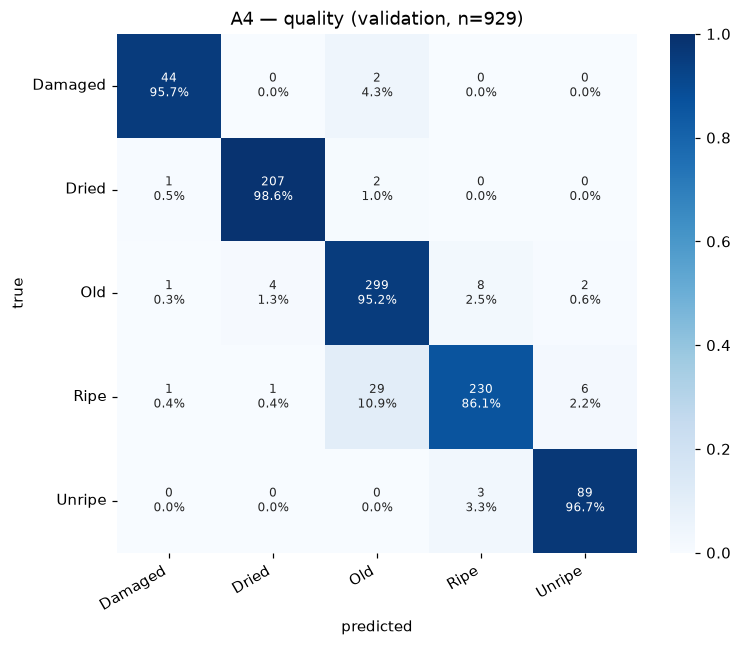 A4 — quality (validation, n=929)
Damaged
44 0 2 0 0
95.7% 0.0% 4.3% 0.0% 0.0%
Dried
1 207 2 0 0
0.5% 98.6% 1.0% 0.0% 0.0%
Old
1 4 299 8 2
0.3% 1.3% 95.2% 2.5% 0.6%
Ripe
1 1 29 230 6
0.4% 0.4% 10.9% 86.1% 2.2%
Unripe
0 0 0 3 89
0.0% 0.0% 0.0% 3.3% 96.7%
true
Damaged Dried Old Ripe Unripe
predicted
1.0
0.8
0.6
0.4
0.2
0.0